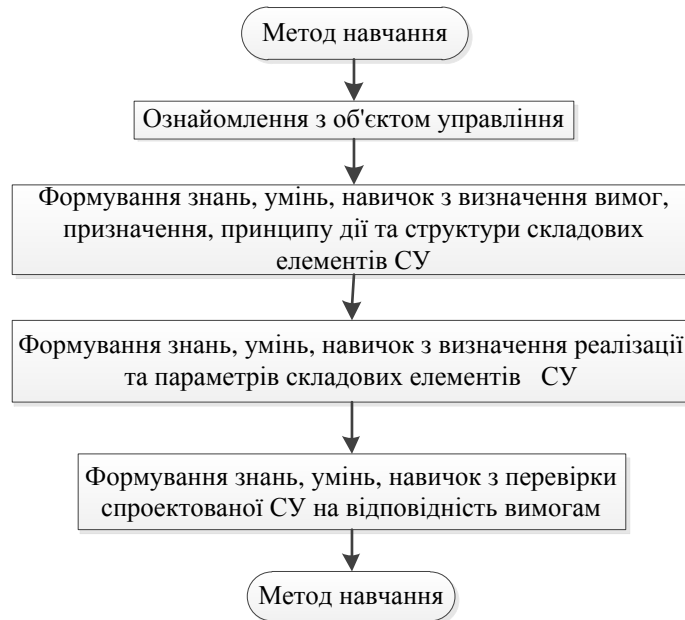 Метод навчання
Ознайомлення з об'єктом управління
Формування знань, умінь, навичок з визначення вимог,
призначення, принципу дії та структури складових
елементів СУ
Формування знань, умінь, навичок з визначення реалізації
та параметрів складових елементів СУ
Формування знань, умінь, навичок з перевірки
спроектованої СУ на відповідність вимогам
Метод навчання